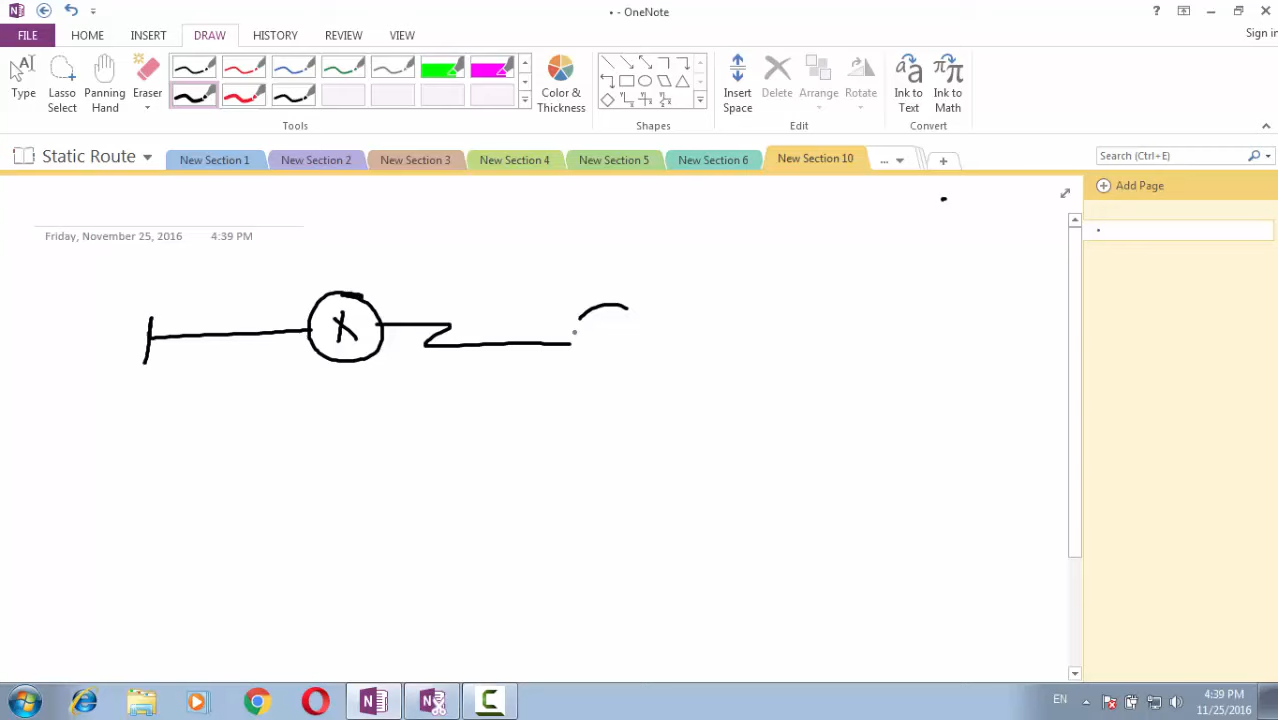 • - OneNote
?
Sign in
FILE HOME INSERT DRAW HISTORY REVIEW VIEW
Type
Lasso Select
Panning Hand
Eraser
Color & Thickness
Insert Space
Delete
Arrange
Rotate
Ink to Text
Ink to Math
Tools
Shapes
Edit
Convert
Static Route
New Section 1
New Section 2
New Section 3
New Section 4
New Section 5
New Section 6
New Section 10
...
Search (Ctrl+E)
Add Page
Friday, November 25, 2016 4:39 PM
X
EN
4:39 PM
11/25/2016